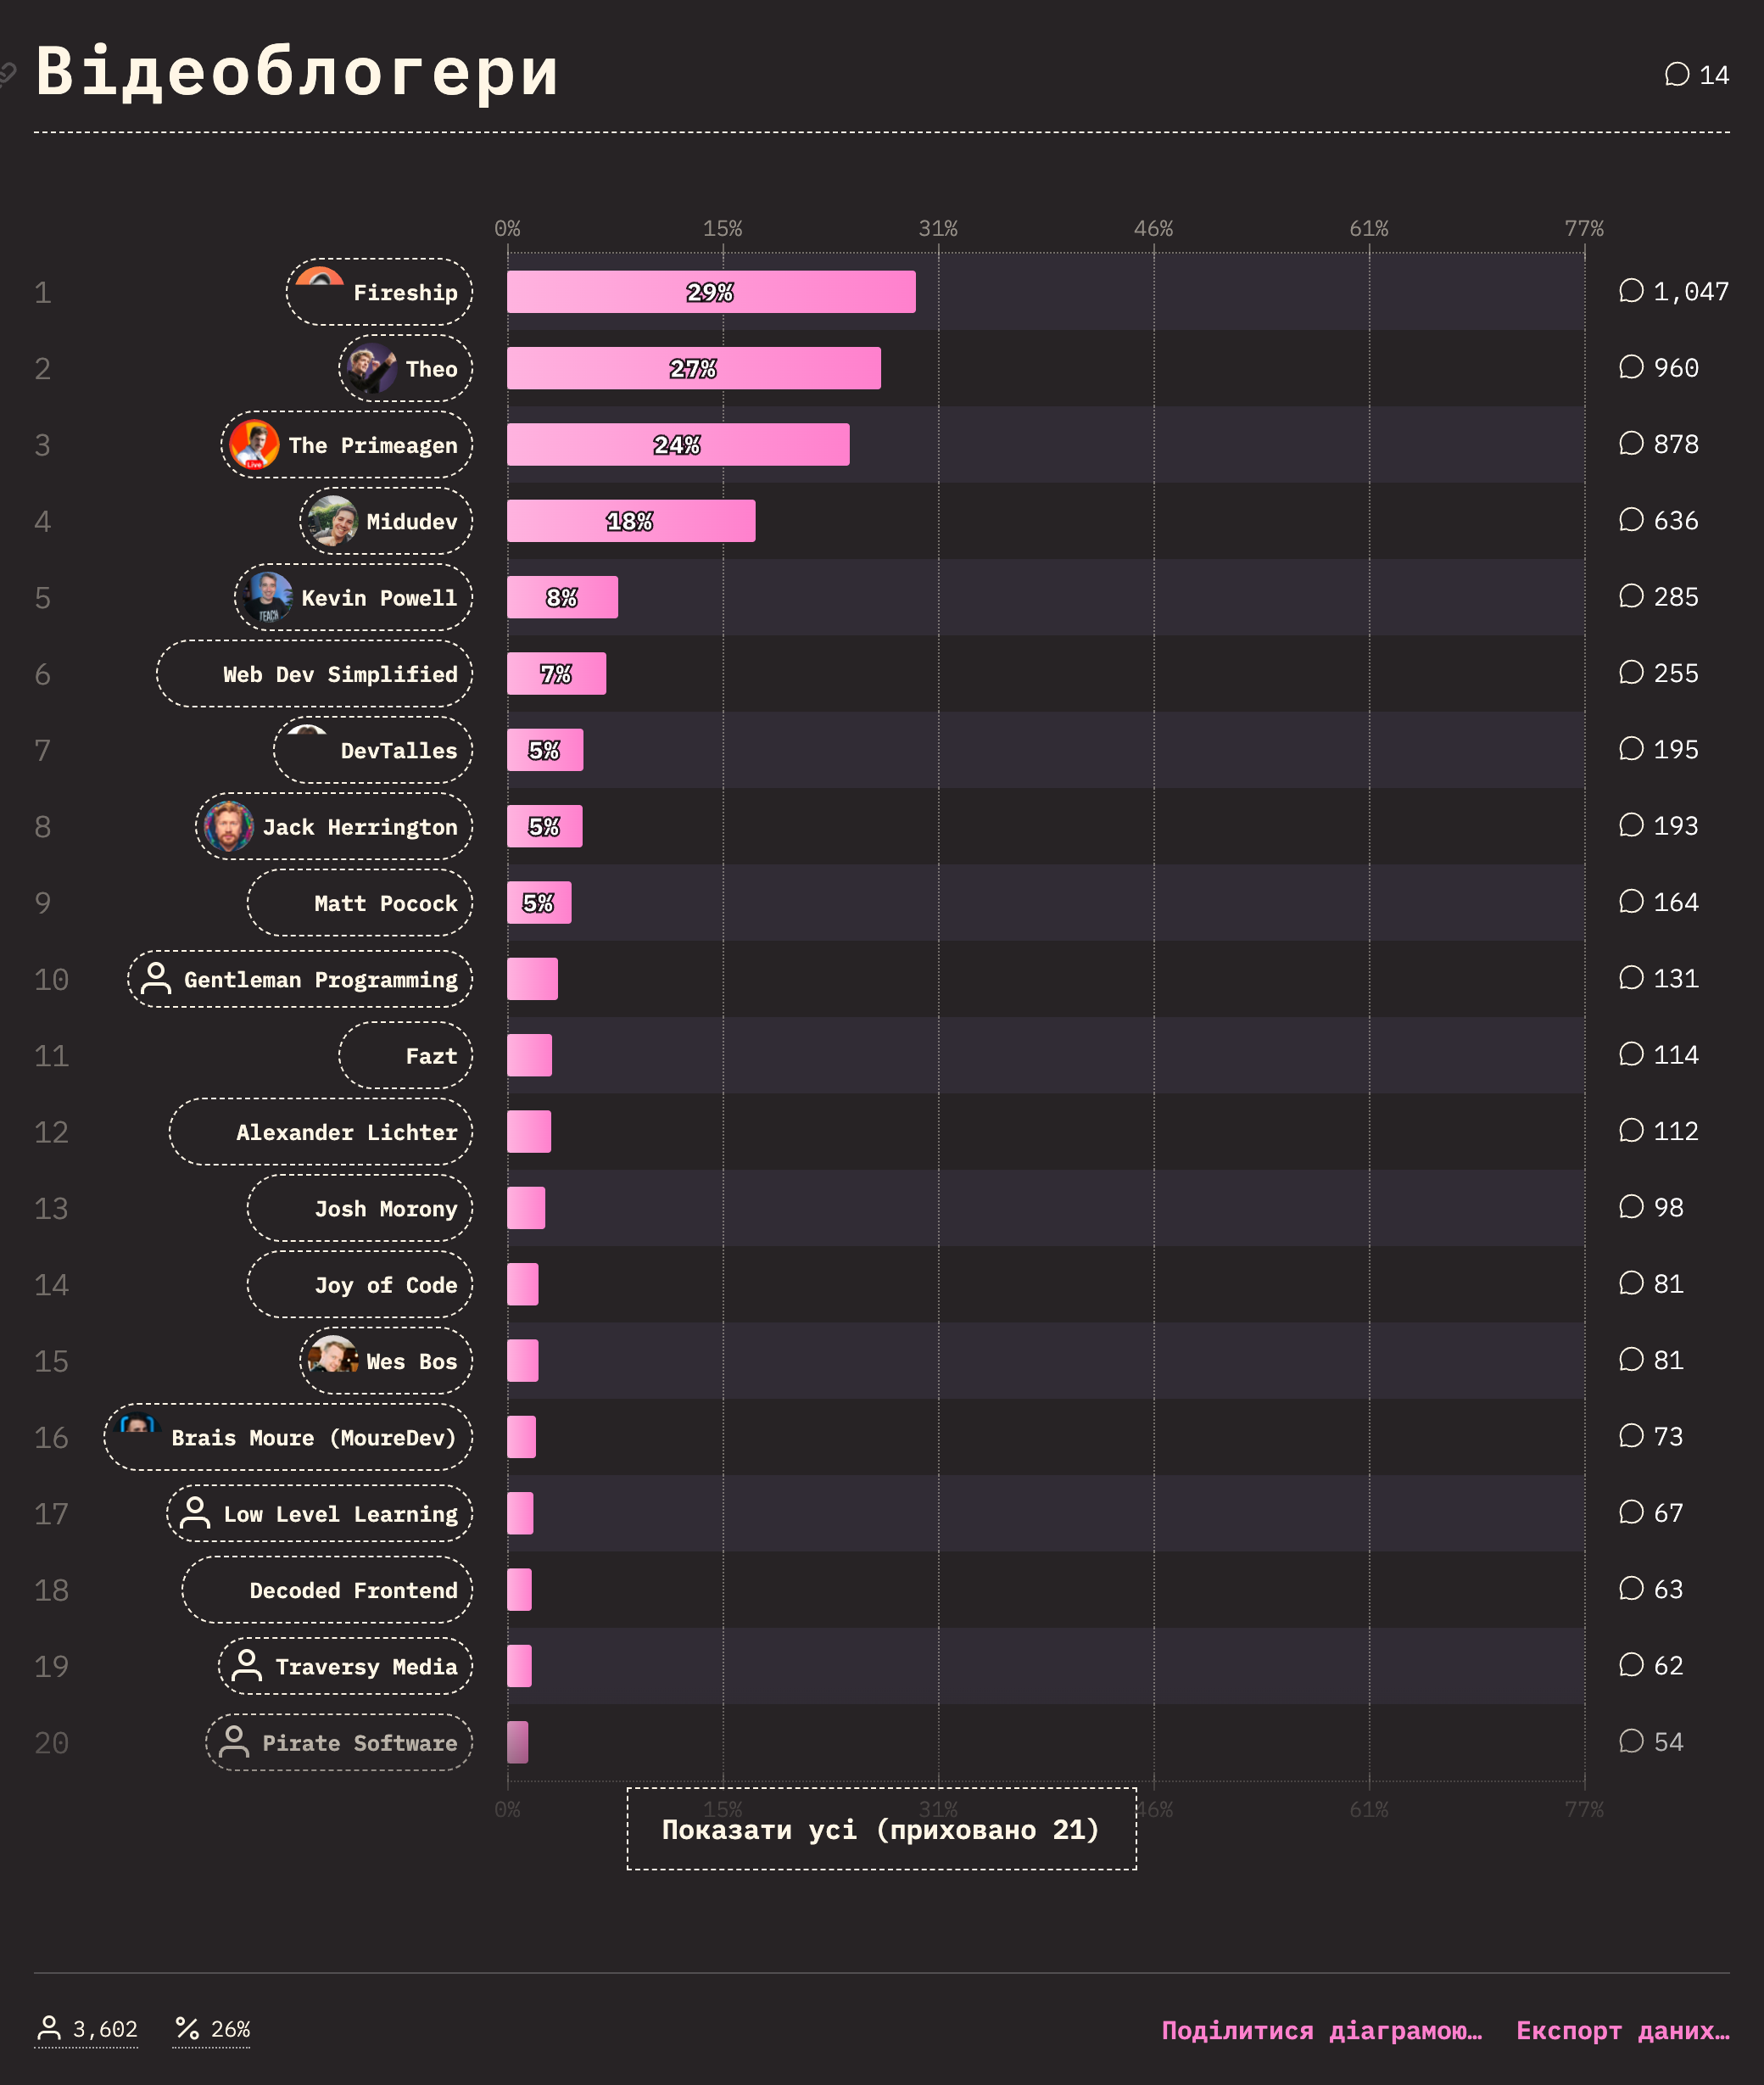 Відеоблогери
14
0% 15% 31% 46% 61% 77%
1 Fireship 29% 1,047
2 Theo 27% 960
3 The Primeagen 24% 878
4 Midudev 18% 636
5 Kevin Powell 8% 285
6 Web Dev Simplified 7% 255
7 DevTalles 5% 195
8 Jack Herrington 5% 193
9 Matt Pocock 5% 164
10 Gentleman Programming 131
11 Fazt 114
12 Alexander Lichter 112
13 Josh Morony 98
14 Joy of Code 81
15 Wes Bos 81
16 Brais Moure (MoureDev) 73
17 Low Level Learning 67
18 Decoded Frontend 63
19 Traversy Media 62
20 Pirate Software 54
0% 15% 31% 46% 61% 77%
Показати усі (приховано 21)
3,602 26% Поділитися діаграмою… Експорт даних…